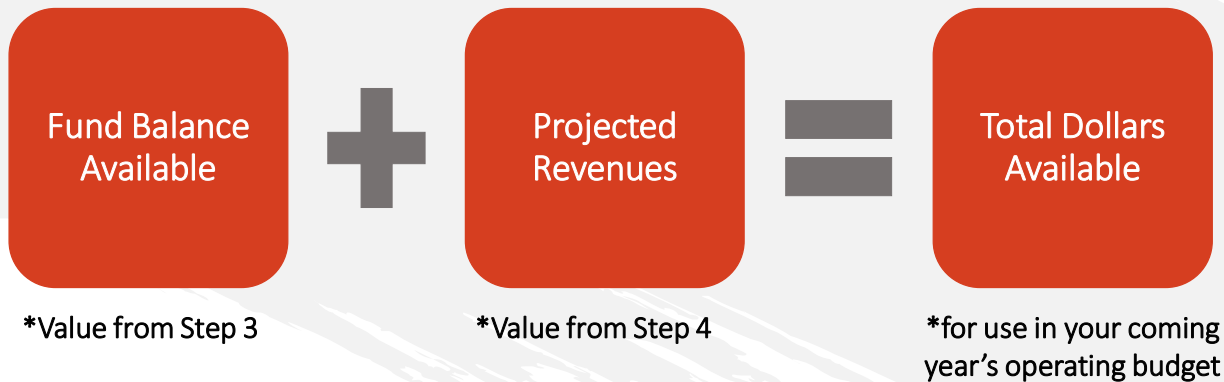 Fund Balance
Available
Projected
Revenues
Total Dollars
Available
*Value from Step 3
*Value from Step 4
*for use in your coming
year's operating budget